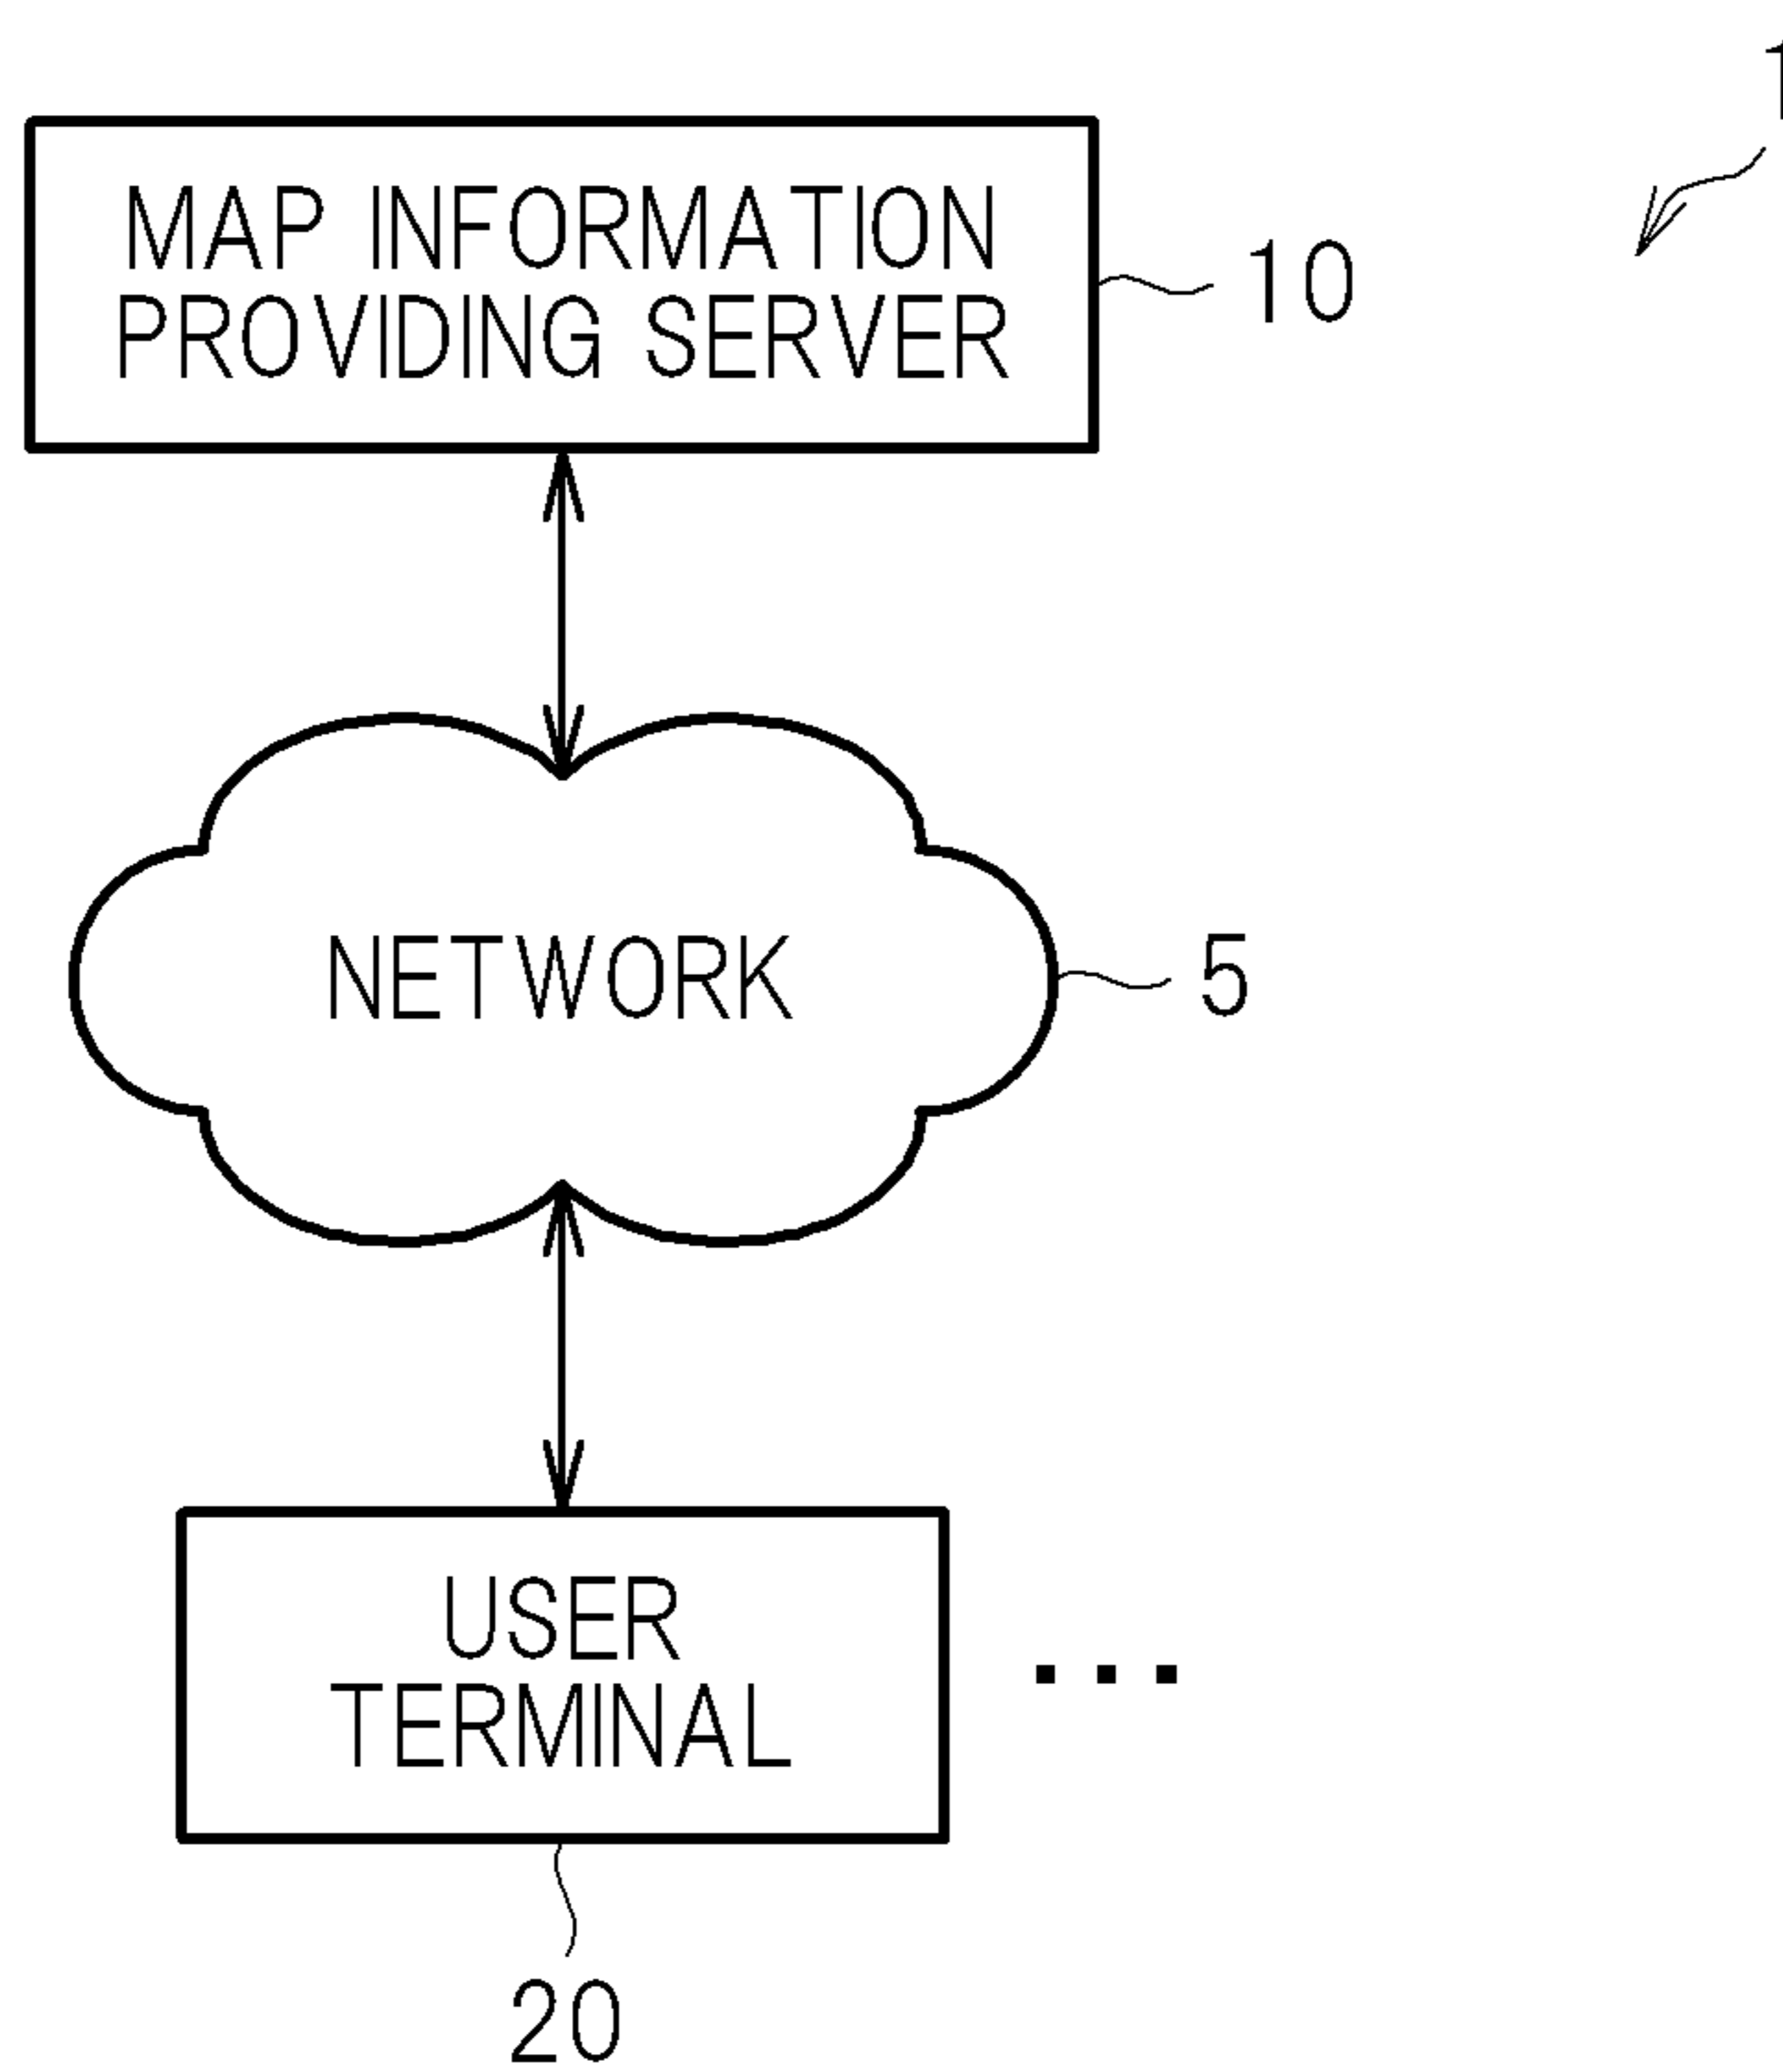 1
MAP INFORMATION
PROVIDING SERVER
10
NETWORK
5
USER
TERMINAL
...
20